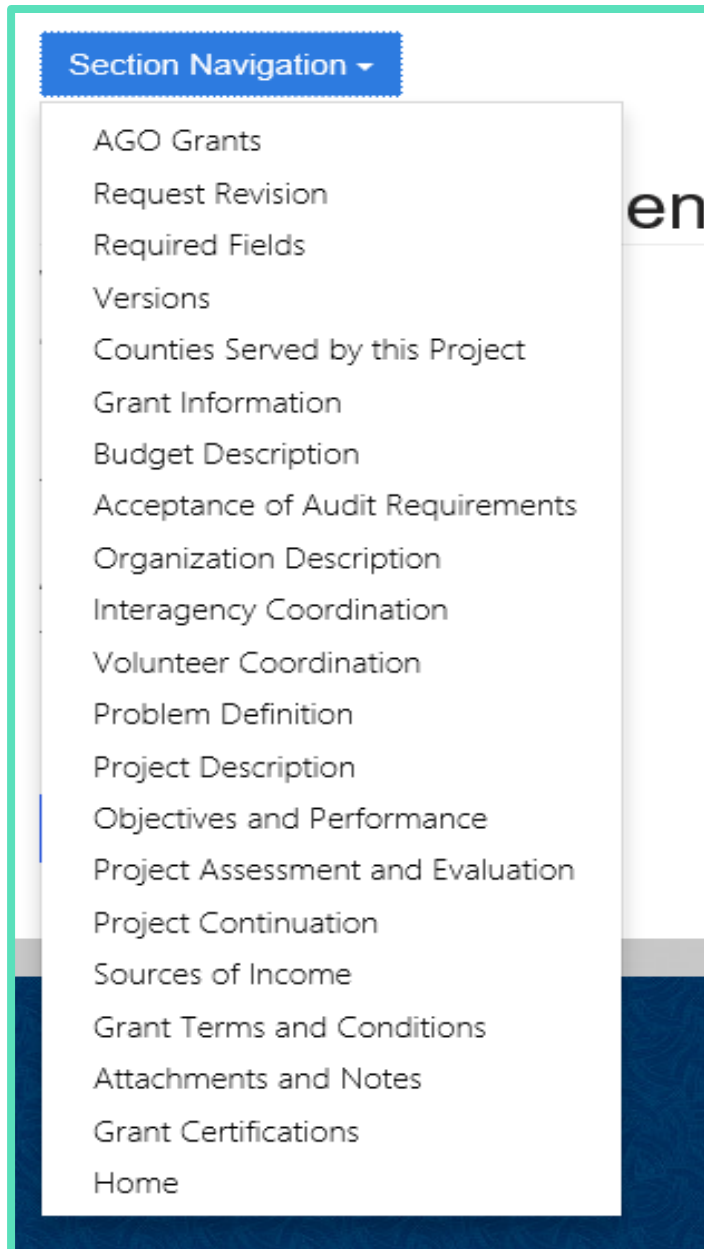 Section Navigation
en
AGO Grants
Request Revision
Required Fields
Versions
Counties Served by this Project
Grant Information
Budget Description
Acceptance of Audit Requirements
Organization Description
Interagency Coordination
Volunteer Coordination
Problem Definition
Project Description
Objectives and Performance
Project Assessment and Evaluation
Project Continuation
Sources of Income
Grant Terms and Conditions
Attachments and Notes
Grant Certifications
Home